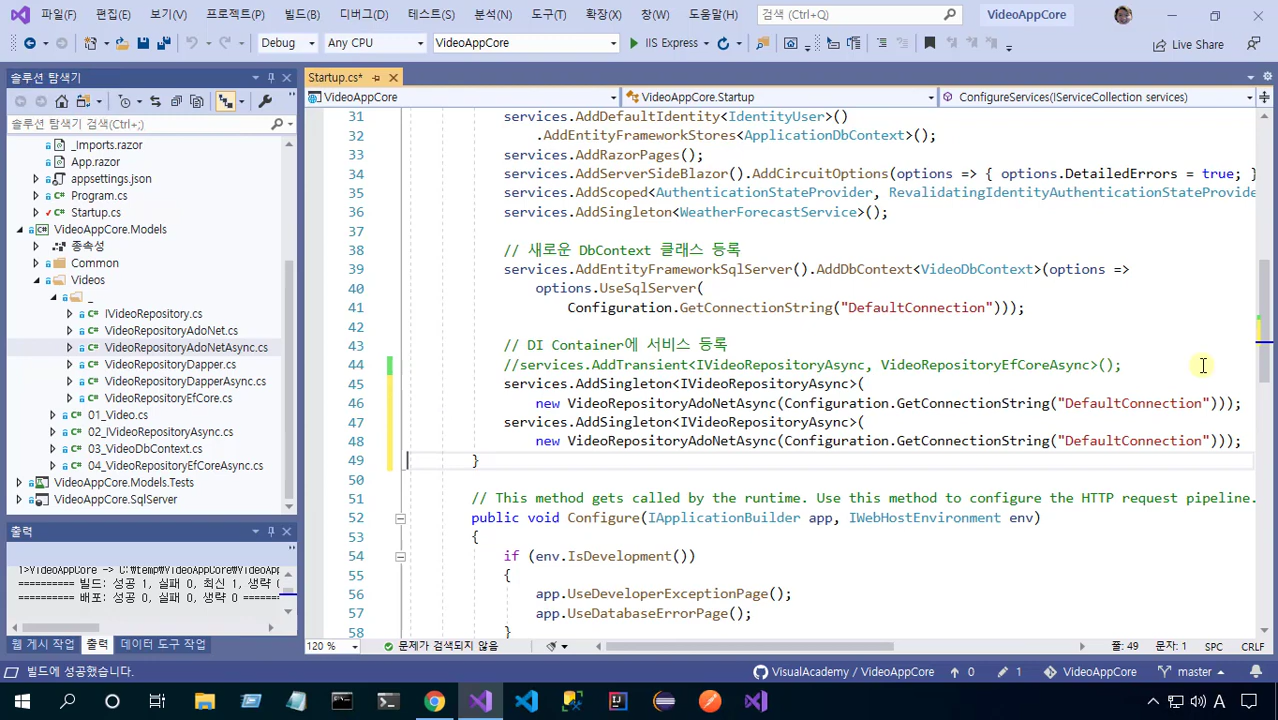 파일(F) 편집(E) 보기(V) 프로젝트(P) 빌드(B) 디버그(D) 테스트(S) 분석(N) 도구(T) 확장(X) 창(W) 도움말(H) 검색 (Ctrl+Q) VideoAppCore
Debug Any CPU VideoAppCore IIS Express Live Share
솔루션 탐색기
솔루션 탐색기 검색(Ctrl+;)
_Imports.razor
App.razor
appsettings.json
Program.cs
Startup.cs
VideoAppCore.Models
종속성
Common
Videos
_
IVideoRepository.cs
VideoRepositoryAdoNet.cs
VideoRepositoryAdoNetAsync.cs
VideoRepositoryDapper.cs
VideoRepositoryDapperAsync.cs
VideoRepositoryEfCore.cs
01_Video.cs
02_IVideoRepositoryAsync.cs
03_VideoDbContext.cs
04_VideoRepositoryEfCoreAsync.cs
VideoAppCore.Models.Tests
VideoAppCore.SqlServer
출력
1>VideoAppCore -> C:\temp\VideoAppCore\VideoApp
========== 빌드: 성공 1, 실패 0, 최신 1, 생략 0
========== 배포: 성공 0, 실패 0, 생략 0 =======
웹 게시 작업 출력 데이터 도구 작업
Startup.cs*
VideoAppCore VideoAppCore.Startup ConfigureServices(IServiceCollection services)
31 services.AddDefaultIdentity<IdentityUser>()
32 .AddEntityFrameworkStores<ApplicationDbContext>();
33 services.AddRazorPages();
34 services.AddServerSideBlazor().AddCircuitOptions(options => { options.DetailedErrors = true; }
35 services.AddScoped<AuthenticationStateProvider, RevalidatingIdentityAuthenticationStateProvide
36 services.AddSingleton<WeatherForecastService>();
37
38 // 새로운 DbContext 클래스 등록
39 services.AddEntityFrameworkSqlServer().AddDbContext<VideoDbContext>(options =>
40 options.UseSqlServer(
41 Configuration.GetConnectionString("DefaultConnection")));
42
43 // DI Container에 서비스 등록
44 //services.AddTransient<IVideoRepositoryAsync, VideoRepositoryEfCoreAsync>();
45 services.AddSingleton<IVideoRepositoryAsync>(
46 new VideoRepositoryAdoNetAsync(Configuration.GetConnectionString("DefaultConnection")));
47 services.AddSingleton<IVideoRepositoryAsync>(
48 new VideoRepositoryAdoNetAsync(Configuration.GetConnectionString("DefaultConnection")));
49 }
50
51 // This method gets called by the runtime. Use this method to configure the HTTP request pipeline.
52 public void Configure(IApplicationBuilder app, IWebHostEnvironment env)
53 {
54 if (env.IsDevelopment())
55 {
56 app.UseDeveloperExceptionPage();
57 app.UseDatabaseErrorPage();
58 }
120 % 문제가 검색되지 않음 줄: 49 문자: 1 SPC CRLF
빌드에 성공했습니다. VisualAcademy / VideoAppCore 0 1 VideoAppCore master
A